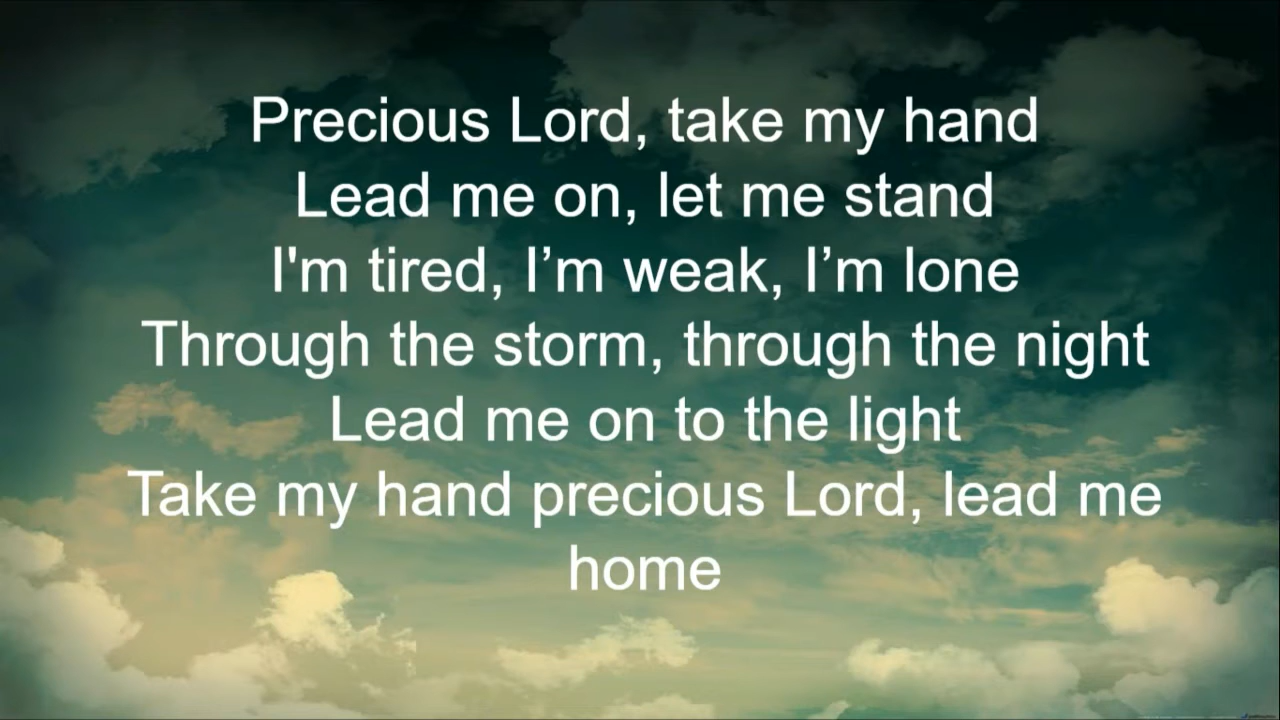 Precious Lord, take my hand
Lead me on, let me stand
I'm tired, I’m weak, I’m lone
Through the storm, through the night
Lead me on to the light
Take my hand precious Lord, lead me
home